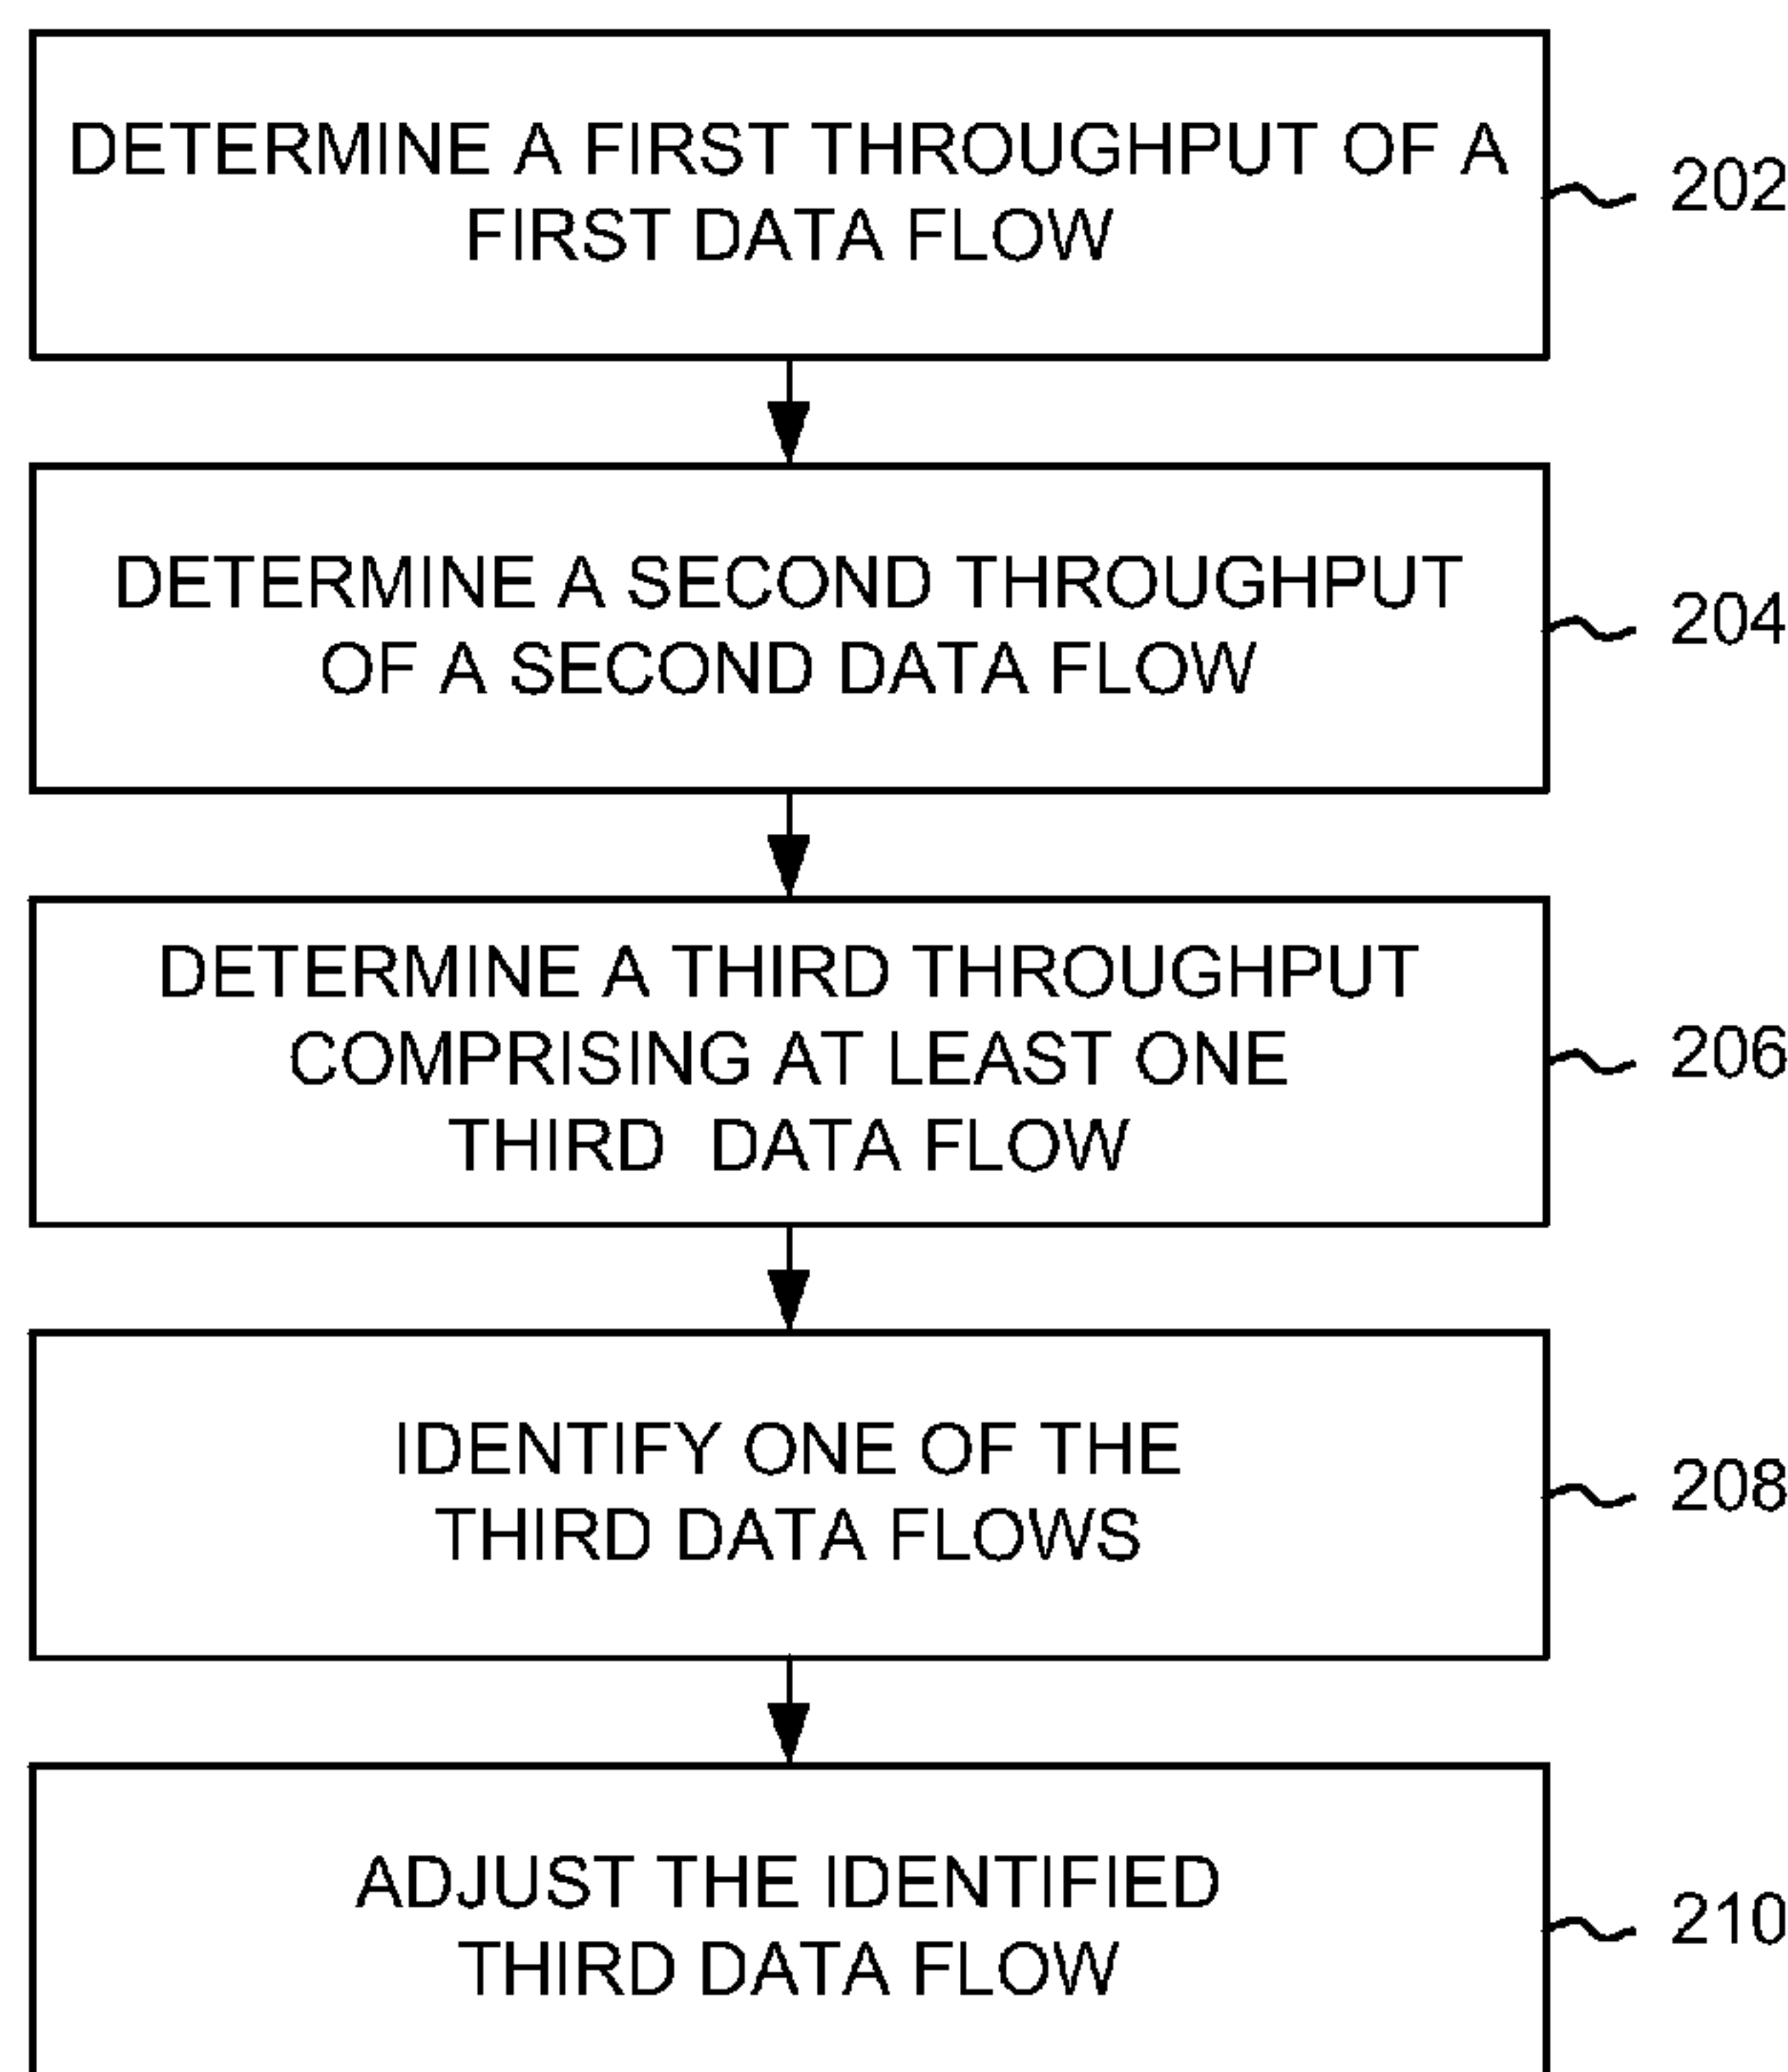 DETERMINE A FIRST THROUGHPUT OF A
FIRST DATA FLOW
202
DETERMINE A SECOND THROUGHPUT
OF A SECOND DATA FLOW
204
DETERMINE A THIRD THROUGHPUT
COMPRISING AT LEAST ONE
THIRD DATA FLOW
206
IDENTIFY ONE OF THE
THIRD DATA FLOWS
208
ADJUST THE IDENTIFIED
THIRD DATA FLOW
210